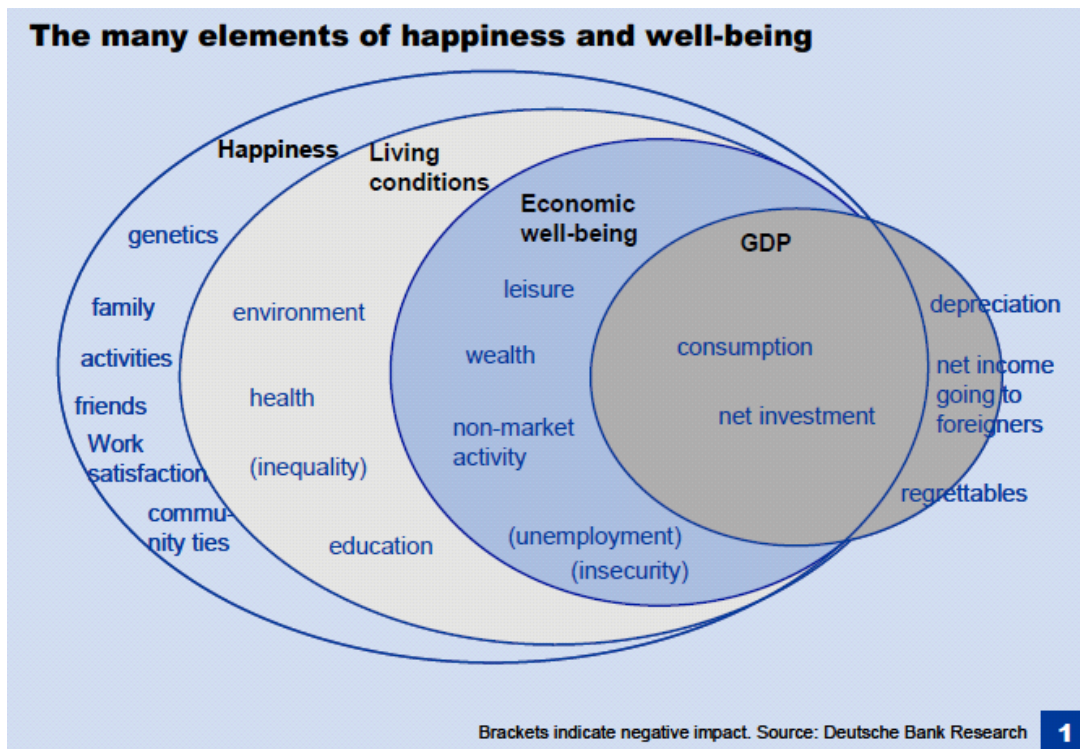 The many elements of happiness and well-being
Happiness
Living
conditions
Economic
well-being
GDP
genetics
family
activities
friends
Work
satisfaction
commu-
nity ties
environment
health
(inequality)
education
leisure
wealth
non-market
activity
(unemployment)
(insecurity)
consumption
net investment
depreciation
net income
going to
foreigners
regrettables
Brackets indicate negative impact. Source: Deutsche Bank Research
1